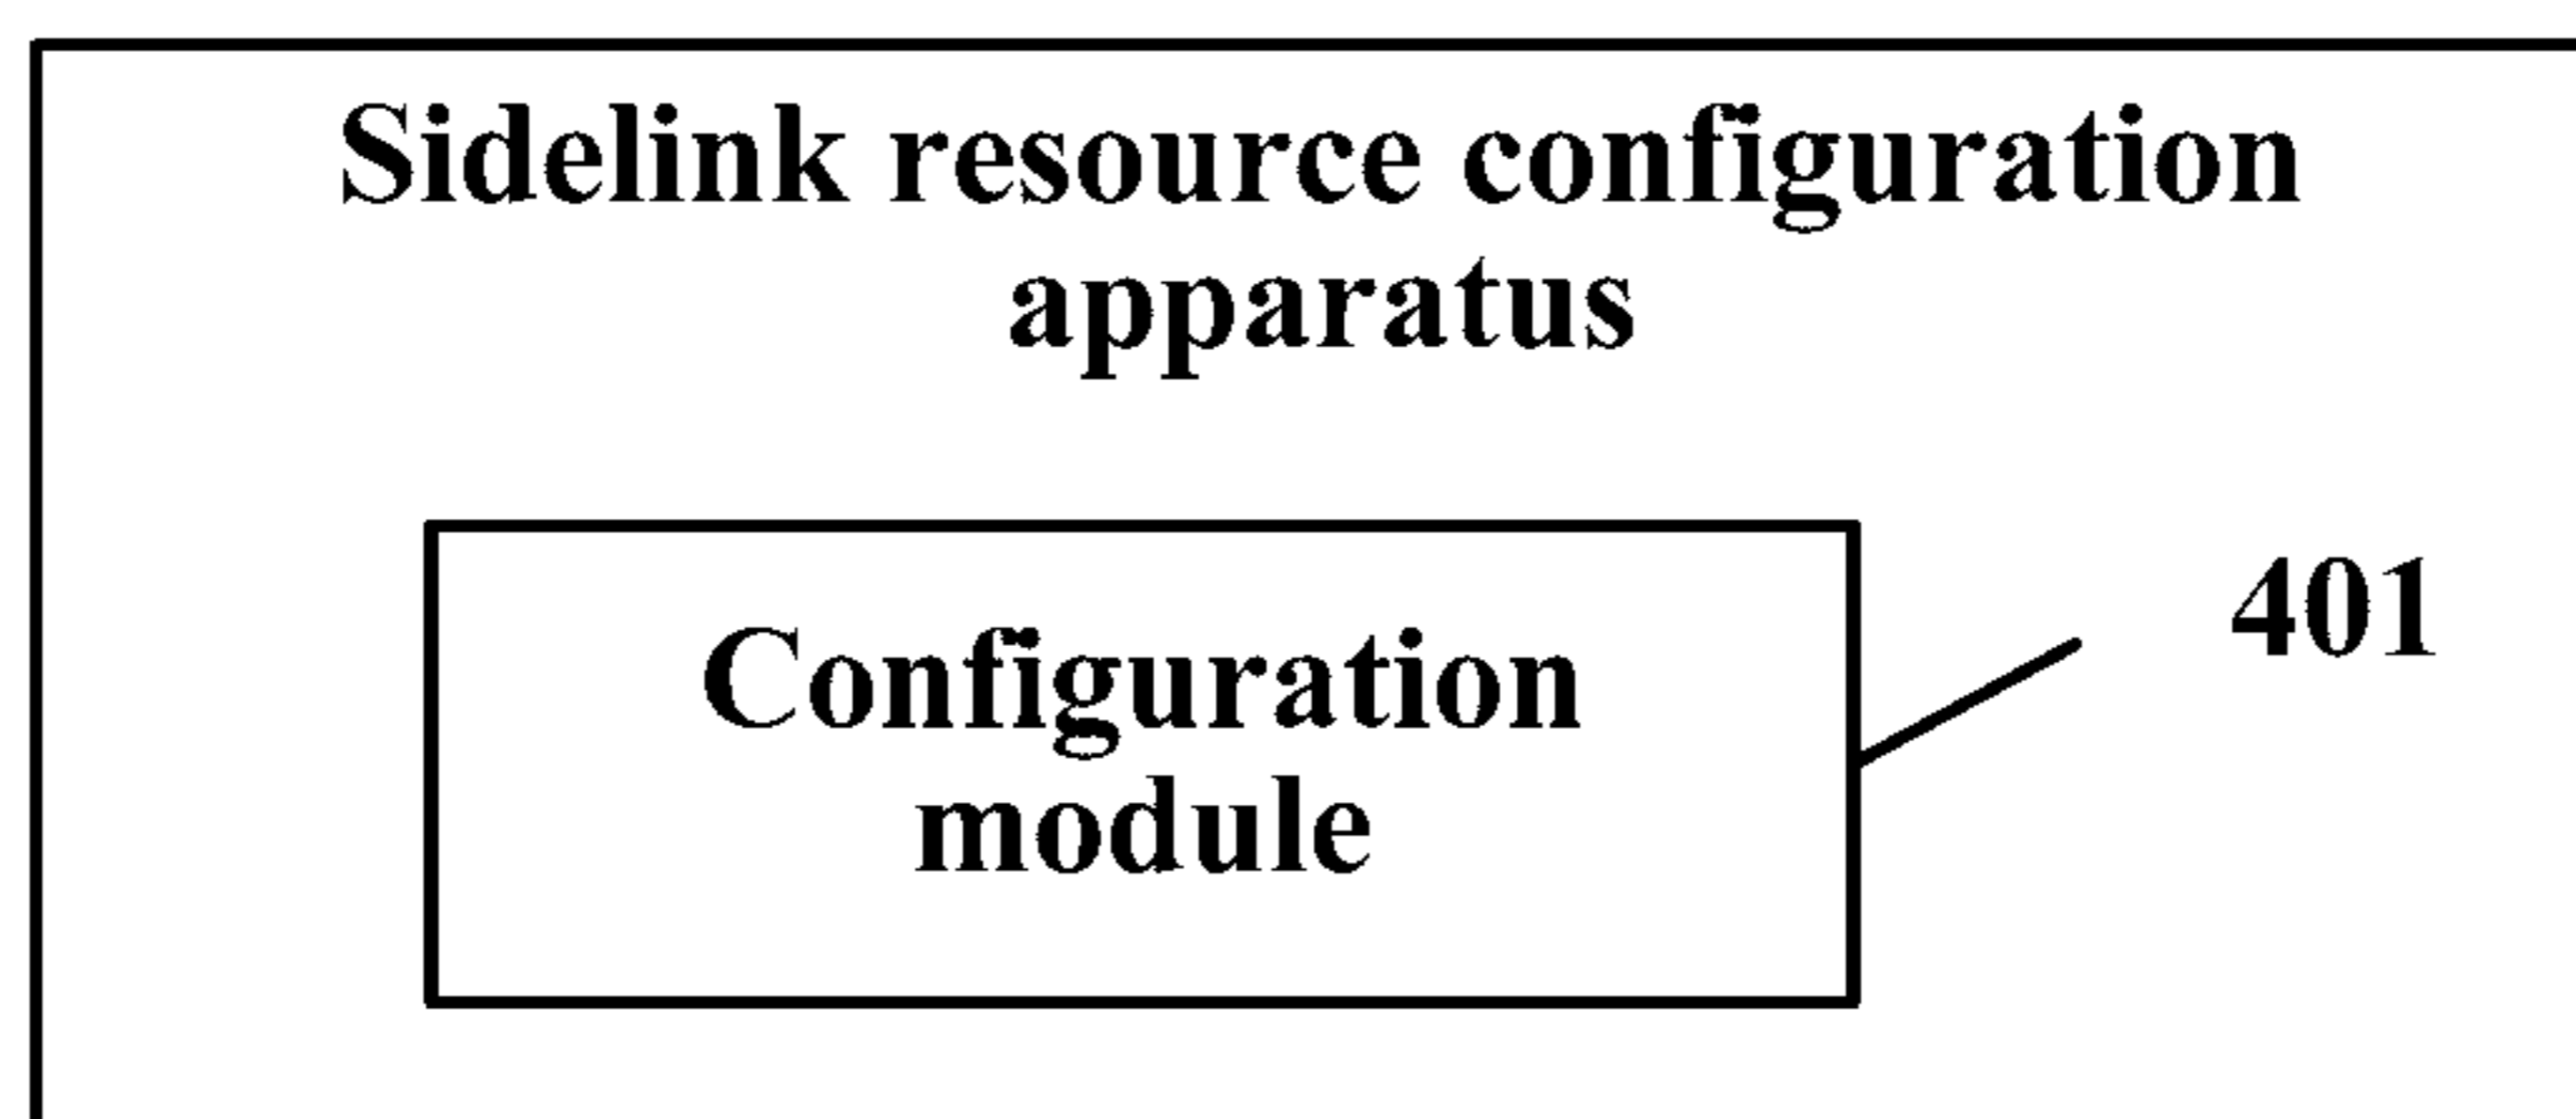 Sidelink resource configuration
apparatus
Configuration
module
401